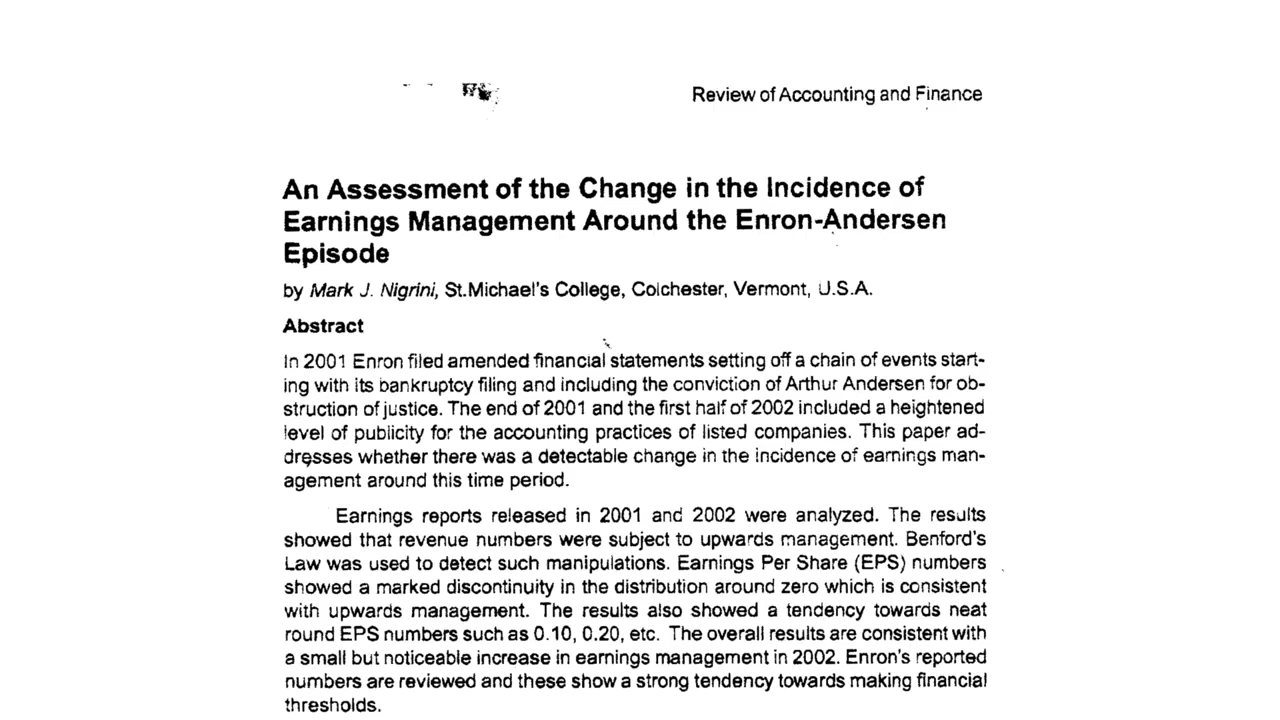 Review of Accounting and Finance
An Assessment of the Change in the Incidence of
Earnings Management Around the Enron-Andersen
Episode
by Mark J. Nigrini, St.Michael's College, Colchester, Vermont, U.S.A.
Abstract
In 2001 Enron filed amended financial statements setting off a chain of events start-
ing with its bankruptcy filing and including the conviction of Arthur Andersen for ob-
struction of justice. The end of 2001 and the first half of 2002 included a heightened
level of publicity for the accounting practices of listed companies. This paper ad-
dresses whether there was a detectable change in the incidence of earnings man-
agement around this time period.
Earnings reports released in 2001 and 2002 were analyzed. The results
showed that revenue numbers were subject to upwards management. Benford's
Law was used to detect such manipulations. Earnings Per Share (EPS) numbers
showed a marked discontinuity in the distribution around zero which is consistent
with upwards management. The results also showed a tendency towards neat
round EPS numbers such as 0.10, 0.20, etc. The overall results are consistent with
a small but noticeable increase in earnings management in 2002. Enron's reported
numbers are reviewed and these show a strong tendency towards making financial
thresholds.